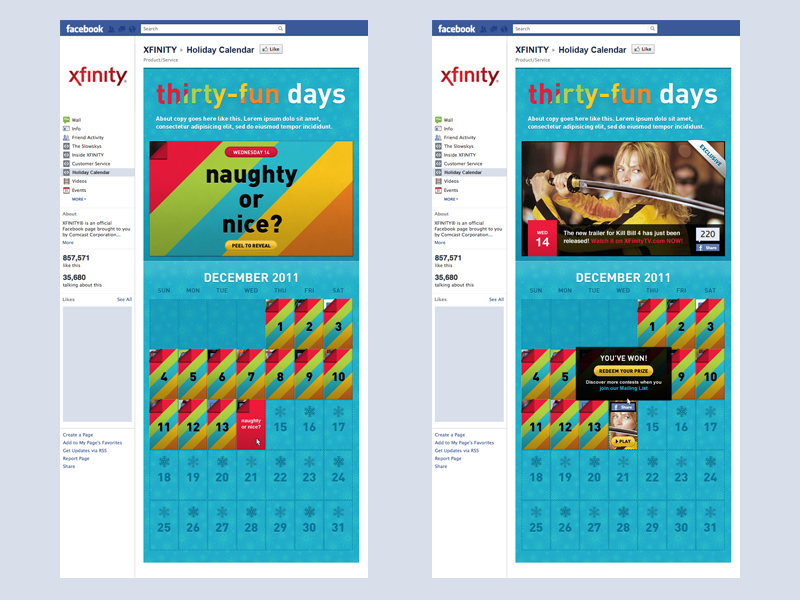 facebook
Search
XFINITY ▸ Holiday Calendar
Like
Product/Service
xfinity
thirty-fun days
About copy goes here like this, Lorem ipsum dolor sit amet,
consectetur adipisicing elit, sed do eiusmod tempor incididunt.
Wall
Info
Friend Activity
The Slowskys
Inside XFINITY
Customer Service
Holiday Calendar
Videos
Events
MORE
WEDNESDAY 14
naughty
or
nice?
PEEL TO REVEAL
About
XFINITY® is an official
Facebook page brought to you
by Comcast Corporation...
More
857,571
like this
35,680
talking about this
Likes
See All
DECEMBER 2011
SUN MON TUE WED THU FRI SAT
1 2 3
4 5 6 7 8 9 10
11 12 13
naughty
or nice?
15 16 17
18 19 20 21 22 23 24
25 26 27 28 29 30 31
Create a Page
Add to My Page's Favorites
Get Updates via RSS
Report Page
Share
facebook
Search
XFINITY ▸ Holiday Calendar
Like
Product/Service
xfinity
thirty-fun days
About copy goes here like this, Lorem ipsum dolor sit amet,
consectetur adipisicing elit, sed do eiusmod tempor incididunt.
Wall
Info
Friend Activity
The Slowskys
Inside XFINITY
Customer Service
Holiday Calendar
Videos
Events
MORE
EXCLUSIVE
WED
14
The new trailer for Kill Bill 4 has just been
released! Watch it on XFinityTV.com NOW!
220
Share
About
XFINITY® is an official
Facebook page brought to you
by Comcast Corporation...
More
857,571
like this
35,680
talking about this
Likes
See All
DECEMBER 2011
SUN MON TUE WED THU FRI SAT
1 2 3
4 5
YOU'VE WON!
REDEEM YOUR PRIZE
Discover more contests when you
join our Mailing List
9 10
11 12 13
Share
PLAY
15 16 17
18 19 20 21 22 23 24
25 26 27 28 29 30 31
Create a Page
Add to My Page's Favorites
Get Updates via RSS
Report Page
Share